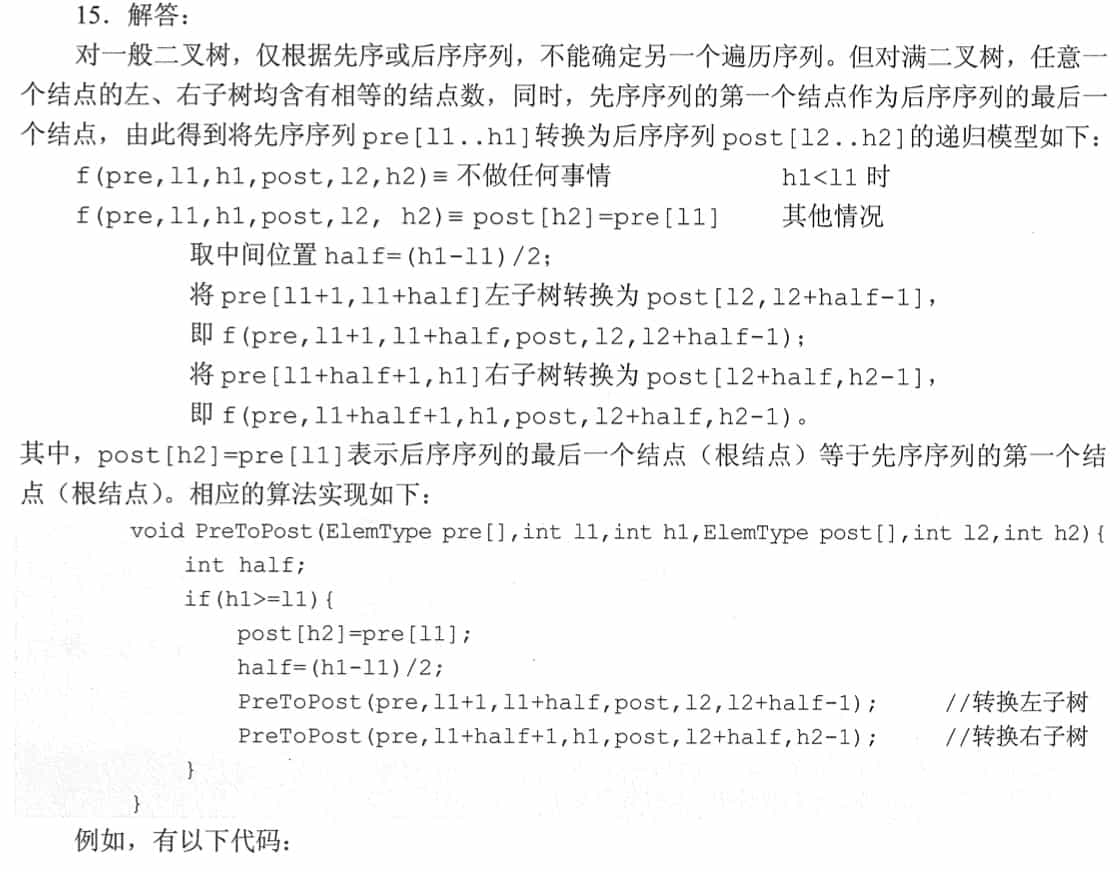 15．解答：
对一般二叉树，仅根据先序或后序序列，不能确定另一个遍历序列。但对满二叉树，任意一
个结点的左、右子树均含有相等的结点数，同时，先序序列的第一个结点作为后序序列的最后一
个结点，由此得到将先序序列 pre[l1..h1]转换为后序序列 post[l2..h2]的递归模型如下：
f(pre,l1,h1,post,l2,h2)≡ 不做任何事情 h1<l1 时
f(pre,l1,h1,post,l2, h2)≡ post[h2]=pre[l1] 其他情况
取中间位置 half=(h1-l1)/2;
将 pre[l1+1,l1+half]左子树转换为 post[l2,l2+half-1]，
即 f(pre,l1+1,l1+half,post,l2,l2+half-1);
将 pre[l1+half+1,h1]右子树转换为 post[l2+half,h2-1]，
即 f(pre,l1+half+1,h1,post,l2+half,h2-1)。
其中，post[h2]=pre[l1]表示后序序列的最后一个结点（根结点）等于先序序列的第一个结
点（根结点）。相应的算法实现如下：
void PreToPost(ElemType pre[],int l1,int h1,ElemType post[],int l2,int h2){
int half;
if(h1>=l1){
post[h2]=pre[l1];
half=(h1-l1)/2;
PreToPost(pre,l1+1,l1+half,post,l2,l2+half-1); //转换左子树
PreToPost(pre,l1+half+1,h1,post,l2+half,h2-1); //转换右子树
}
}
例如，有以下代码：